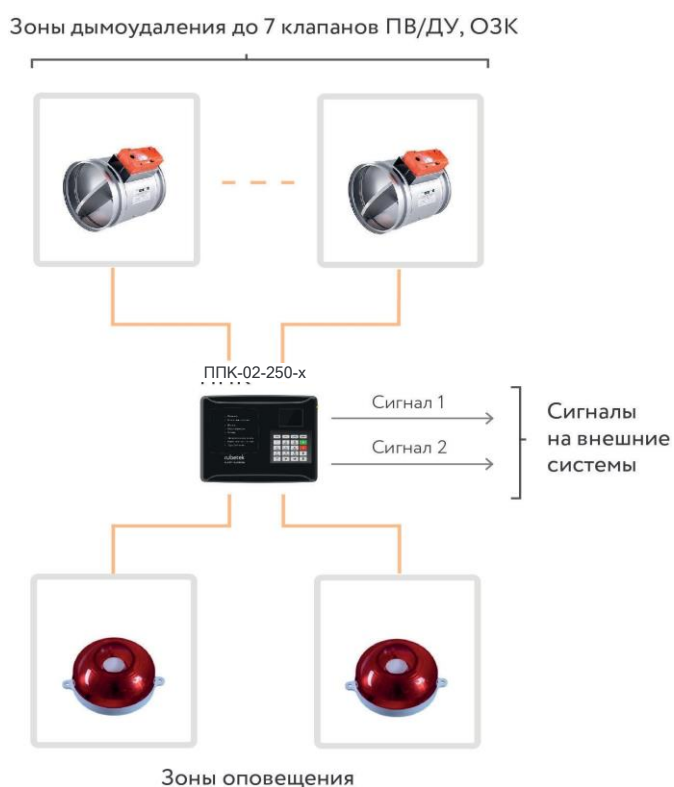 Зоны дымоудаления до 7 клапанов ПВ/ДУ, ОЗК
ППК-02-250-х
cubetek
Сигнал 1
Сигнал 2
Сигналы
на внешние
системы
Зоны оповещения